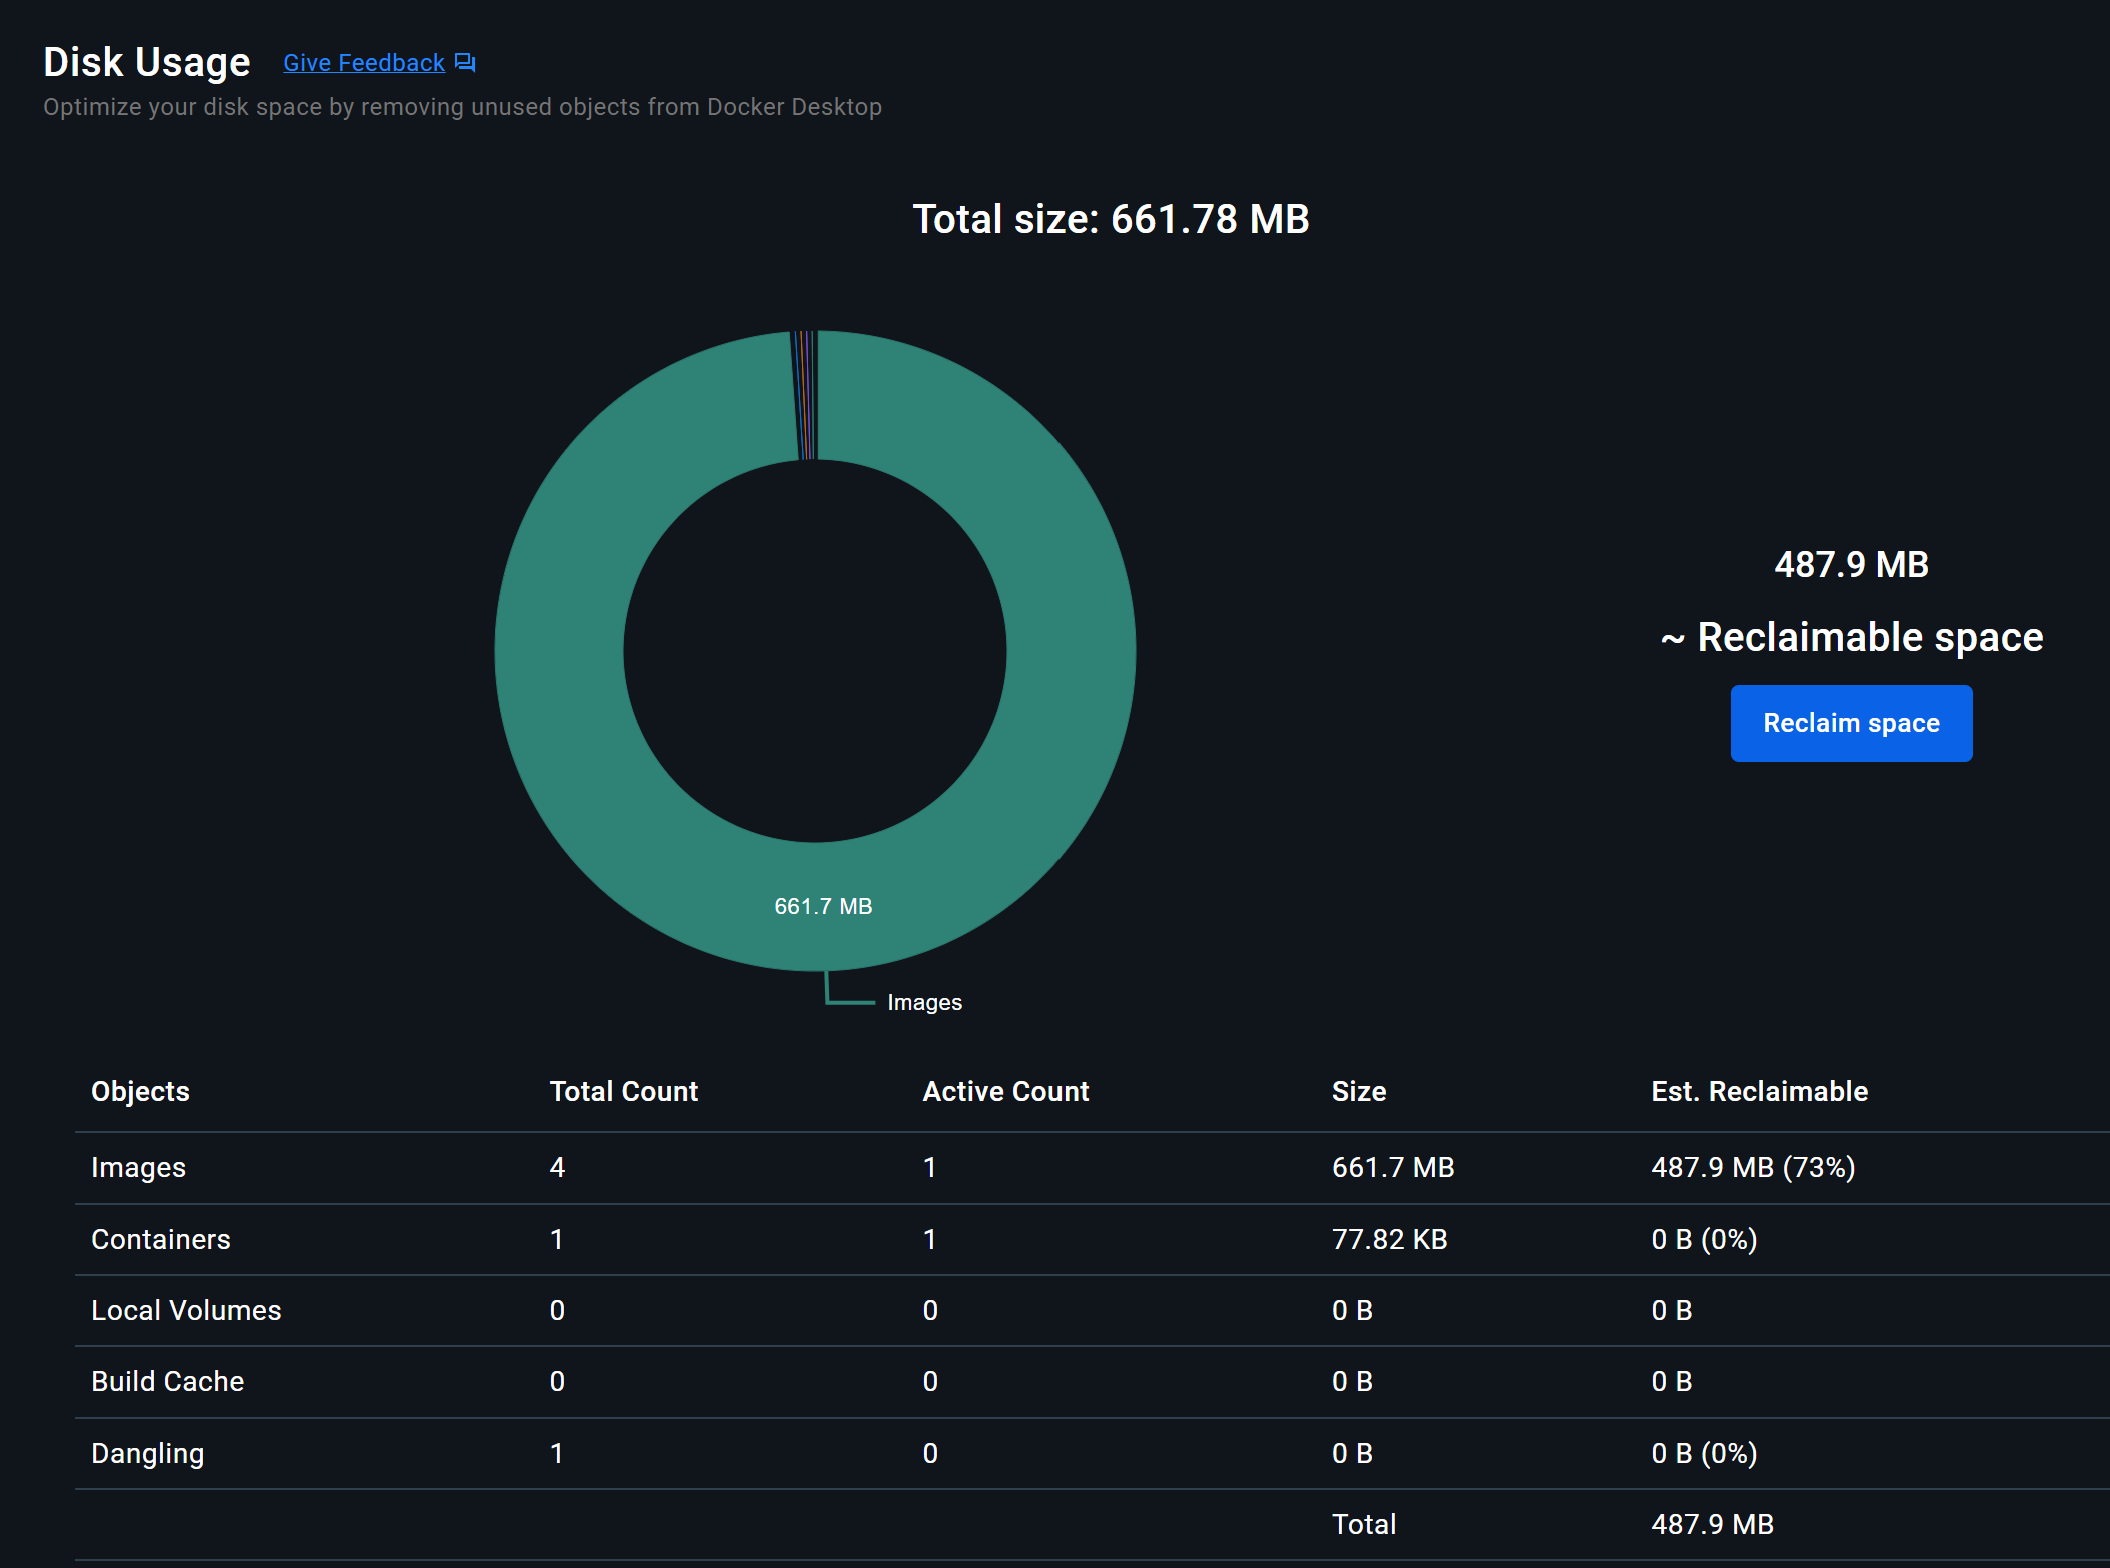 Disk Usage Give Feedback
Optimize your disk space by removing unused objects from Docker Desktop
Total size: 661.78 MB
487.9 MB
~ Reclaimable space
Reclaim space
661.7 MB
Images
Objects Total Count Active Count Size Est. Reclaimable
Images 4 1 661.7 MB 487.9 MB (73%)
Containers 1 1 77.82 KB 0 B (0%)
Local Volumes 0 0 0 B 0 B
Build Cache 0 0 0 B 0 B
Dangling 1 0 0 B 0 B (0%)
Total 487.9 MB